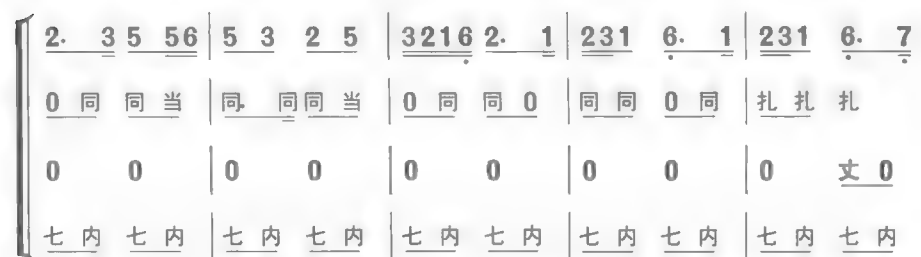 2· 3 5 56 | 5 3 2 5 | 3216 2· 1 | 231 6· 1 | 231 6· 7
0 同 同 当 | 同· 同 同 当 | 0 同 同 0 | 同 同 0 同 | 扎 扎 扎
0 0 | 0 0 | 0 0 | 0 0 | 0 丈 0
七 内 七 内 | 七 内 七 内 | 七 内 七 内 | 七 内 七 内 | 七 内 七 内